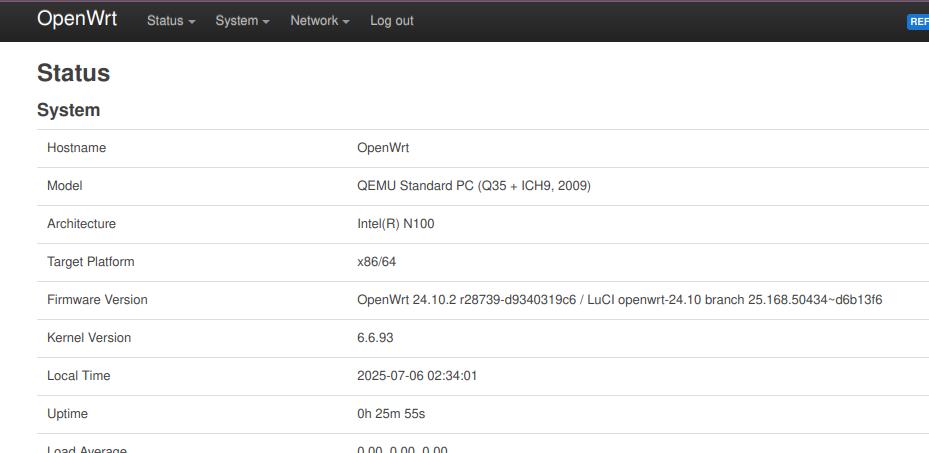 OpenWrt Status System Network Log out REF
Status
System
Hostname OpenWrt
Model QEMU Standard PC (Q35 + ICH9, 2009)
Architecture Intel(R) N100
Target Platform x86/64
Firmware Version OpenWrt 24.10.2 r28739-d9340319c6 / LuCI openwrt-24.10 branch 25.168.50434~d6b13f6
Kernel Version 6.6.93
Local Time 2025-07-06 02:34:01
Uptime 0h 25m 55s
Load Average 0.00, 0.00, 0.00